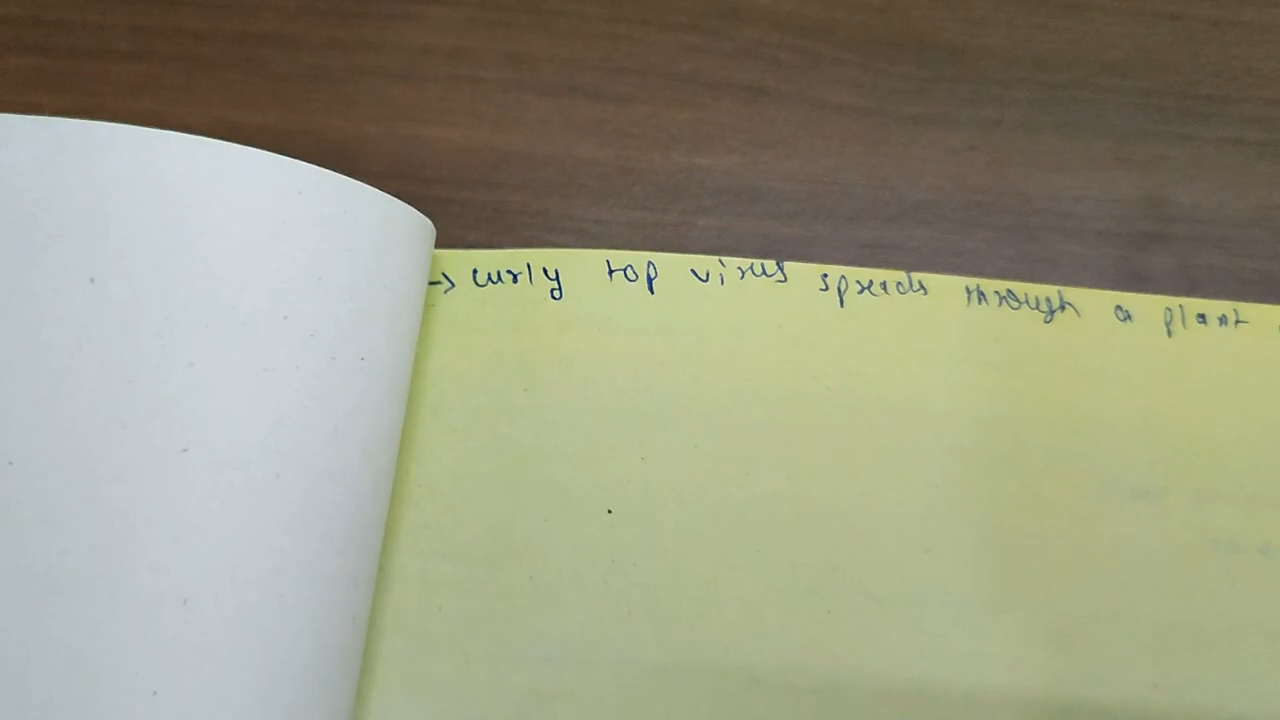 → curly top virus spreads through a plant